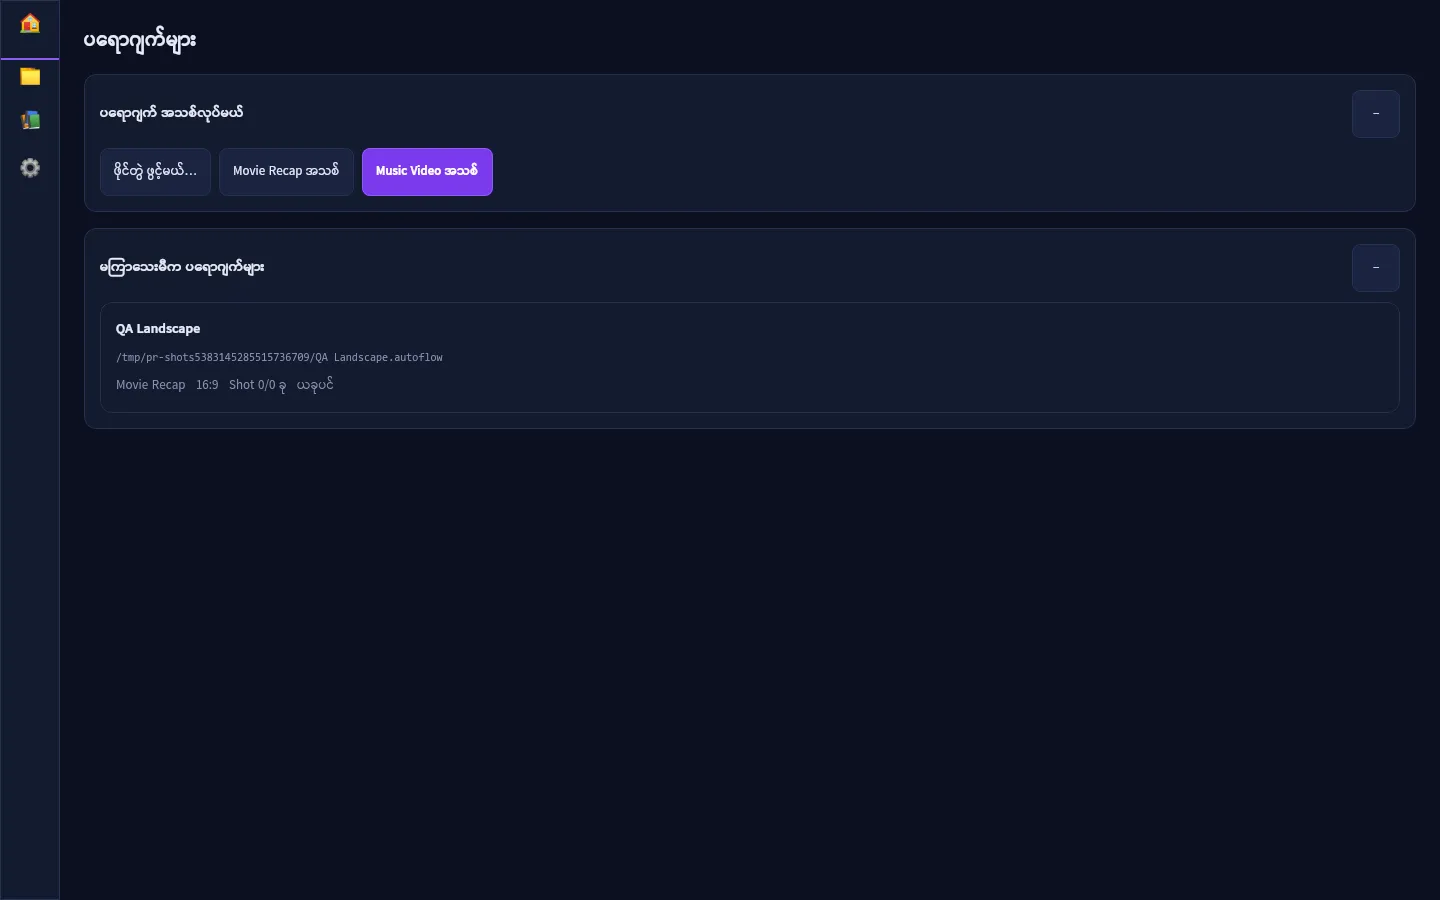 ပရောဂျက်များ
ပရောဂျက် အသစ်လုပ်မယ်
−
ဖိုင်တွဲ ဖွင့်မယ်...
Movie Recap အသစ်
Music Video အသစ်
မကြာသေးမီက ပရောဂျက်များ
−
QA Landscape
/tmp/pr-shots5383145285515736709/QA Landscape.autoflow
Movie Recap 16:9 Shot 0/0 ခု ယခုပင်